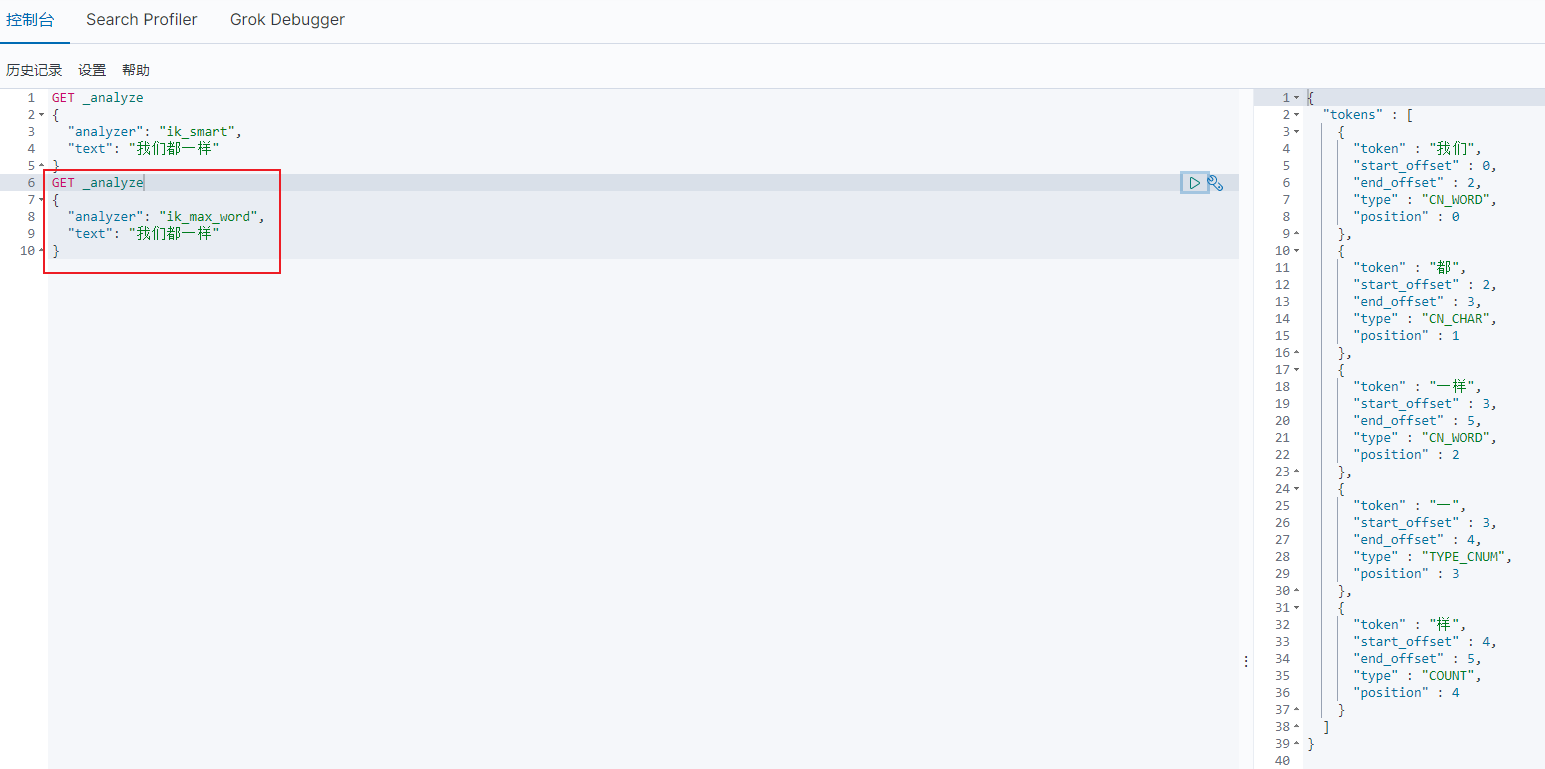 控制台 Search Profiler Grok Debugger
历史记录 设置 帮助
1 GET _analyze
2 {
3 "analyzer": "ik_smart",
4 "text": "我们都一样"
5 }
6 GET _analyze
7 {
8 "analyzer": "ik_max_word",
9 "text": "我们都一样"
10 }
1 {
2 "tokens" : [
3 {
4 "token" : "我们",
5 "start_offset" : 0,
6 "end_offset" : 2,
7 "type" : "CN_WORD",
8 "position" : 0
9 },
10 {
11 "token" : "都",
12 "start_offset" : 2,
13 "end_offset" : 3,
14 "type" : "CN_CHAR",
15 "position" : 1
16 },
17 {
18 "token" : "一样",
19 "start_offset" : 3,
20 "end_offset" : 5,
21 "type" : "CN_WORD",
22 "position" : 2
23 },
24 {
25 "token" : "一",
26 "start_offset" : 3,
27 "end_offset" : 4,
28 "type" : "TYPE_CNUM",
29 "position" : 3
30 },
31 {
32 "token" : "样",
33 "start_offset" : 4,
34 "end_offset" : 5,
35 "type" : "COUNT",
36 "position" : 4
37 }
38 ]
39 }
40